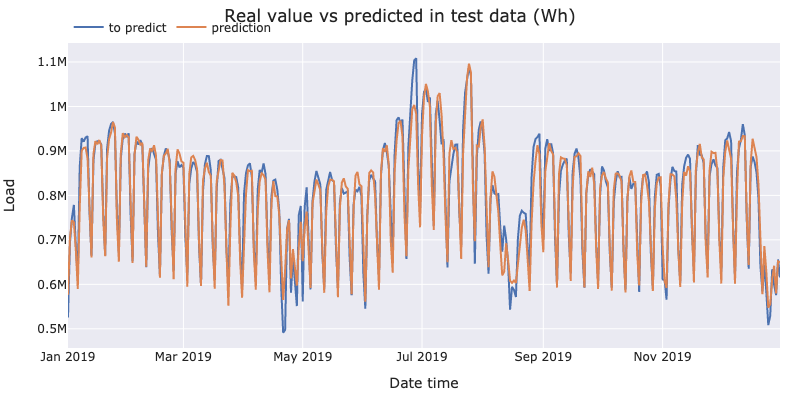 Real value vs predicted in test data (Wh)
to predict prediction
1.1M
1M
0.9M
0.8M
0.7M
0.6M
0.5M
Load
Jan 2019 Mar 2019 May 2019 Jul 2019 Sep 2019 Nov 2019
Date time